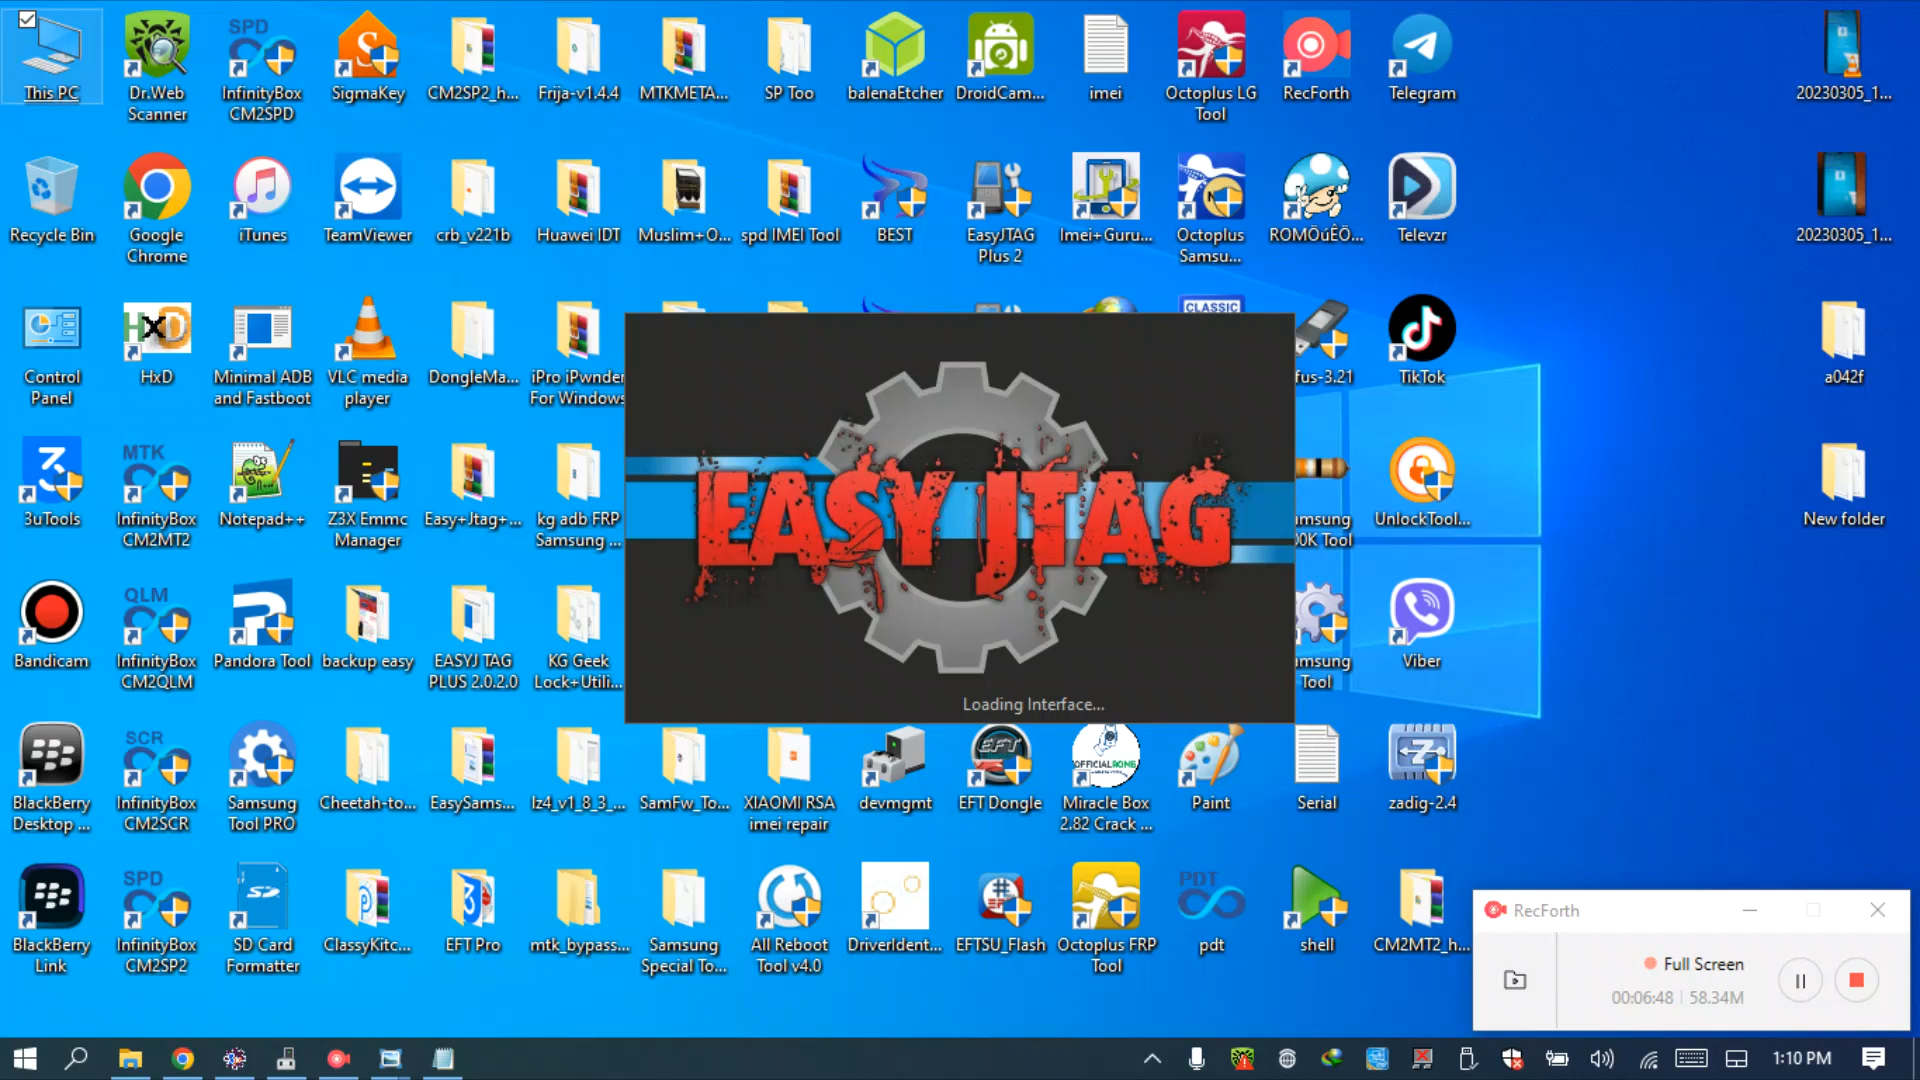 This PC
Dr.Web
Scanner
SPD
InfinityBox
CM2SPD
S
SigmaKey
CM2SP2_h...
Frija-v1.4.4
MTKMETA...
SP Too
balenaEtcher
DroidCam...
imei
Octoplus LG
Tool
RecForth
Telegram
20230305_1...
Recycle Bin
Google
Chrome
iTunes
TeamViewer
crb_v221b
Huawei IDT
Muslim+O...
spd IMEI Tool
BEST
EasyJTAG
Plus 2
Imei+Guru...
Octoplus
Samsu...
ROMÖúÊÖ...
Televzr
20230305_1...
Control
Panel
HxD
HxD
Minimal ADB
and Fastboot
VLC media
player
DongleMa...
iPro iPwnder
For Windows
CLASSIC
fus-3.21
TikTok
a042f
3uTools
MTK
InfinityBox
CM2MT2
Notepad++
Z3X Emmc
Manager
Easy+Jtag+...
kg adb FRP
Samsung ...
EASY JTAG
Loading Interface...
msung
00K Tool
UnlockTool...
New folder
Bandicam
QLM
InfinityBox
CM2QLM
Pandora Tool
backup easy
EASYJ TAG
PLUS 2.0.2.0
KG Geek
Lock+Utili...
msung
Tool
Viber
BlackBerry
Desktop ...
SCR
InfinityBox
CM2SCR
Samsung
Tool PRO
Cheetah-to...
EasySams...
lz4_v1_8_3_...
SamFw_To...
XIAOMI RSA
imei repair
devmgmt
EFT
EFT Dongle
OFFICIALROMS
Miracle Box
2.82 Crack ...
Paint
Serial
zadig-2.4
BlackBerry
Link
SPD
InfinityBox
CM2SP2
SD
SD Card
Formatter
ClassyKitc...
EFT Pro
mtk_bypass...
Samsung
Special To...
All Reboot
Tool v4.0
DriverIdent...
EFTSU_Flash
Octoplus FRP
Tool
PDT
pdt
shell
CM2MT2_h...
RecForth
Full Screen
00:06:48 | 58.34M
1:10 PM